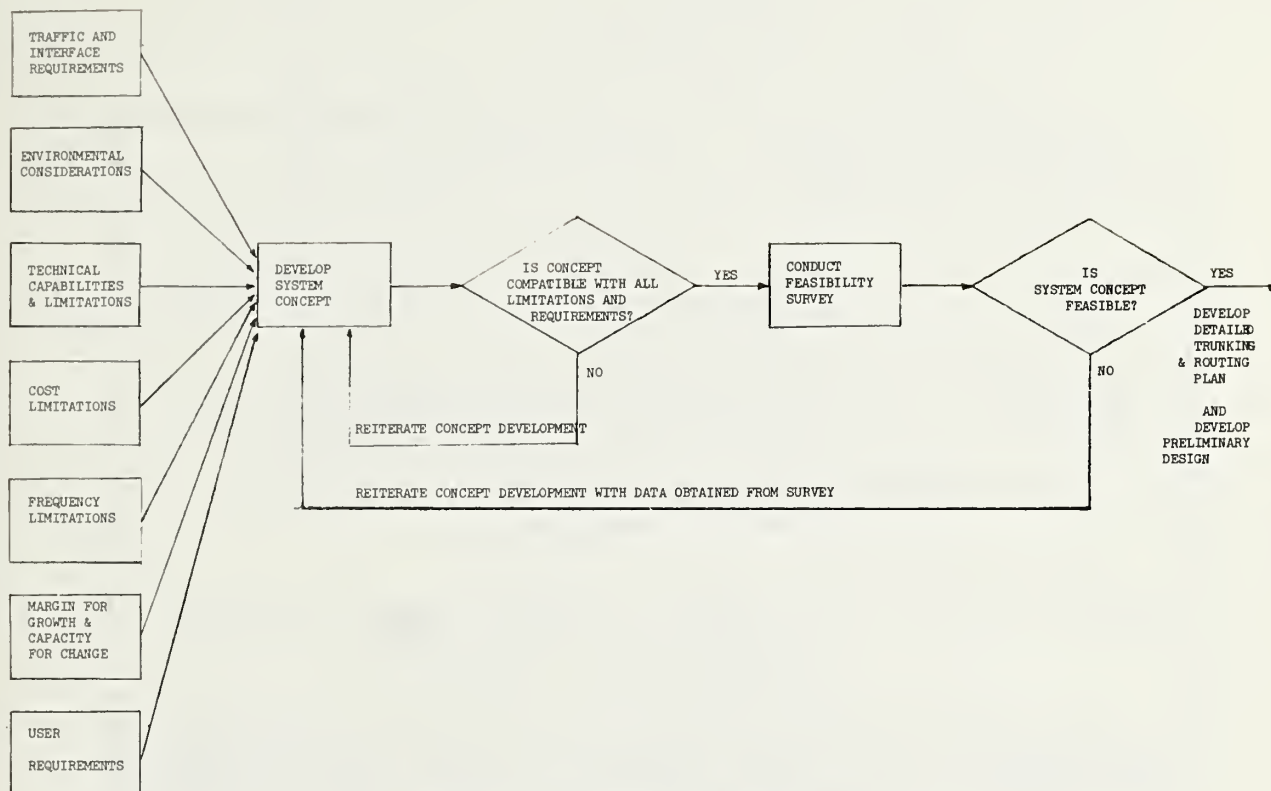 TRAFFIC AND
INTERFACE
REQUIREMENTS
ENVIRONMENTAL
CONSIDERATIONS
TECHNICAL
CAPABILITIES
& LIMITATIONS
COST
LIMITATIONS
FREQUENCY
LIMITATIONS
MARGIN FOR
GROWTH &
CAPACITY
FOR CHANGE
USER
REQUIREMENTS
DEVELOP
SYSTEM
CONCEPT
IS CONCEPT
COMPATIBLE WITH ALL
LIMITATIONS AND
REQUIREMENTS?
YES
NO
REITERATE CONCEPT DEVELOPMENT
CONDUCT
FEASIBILITY
SURVEY
IS
SYSTEM CONCEPT
FEASIBLE?
YES
NO
REITERATE CONCEPT DEVELOPMENT WITH DATA OBTAINED FROM SURVEY
DEVELOP
DETAILED
TRUNKING
& ROUTING
PLAN
AND
DEVELOP
PRELIMINARY
DESIGN